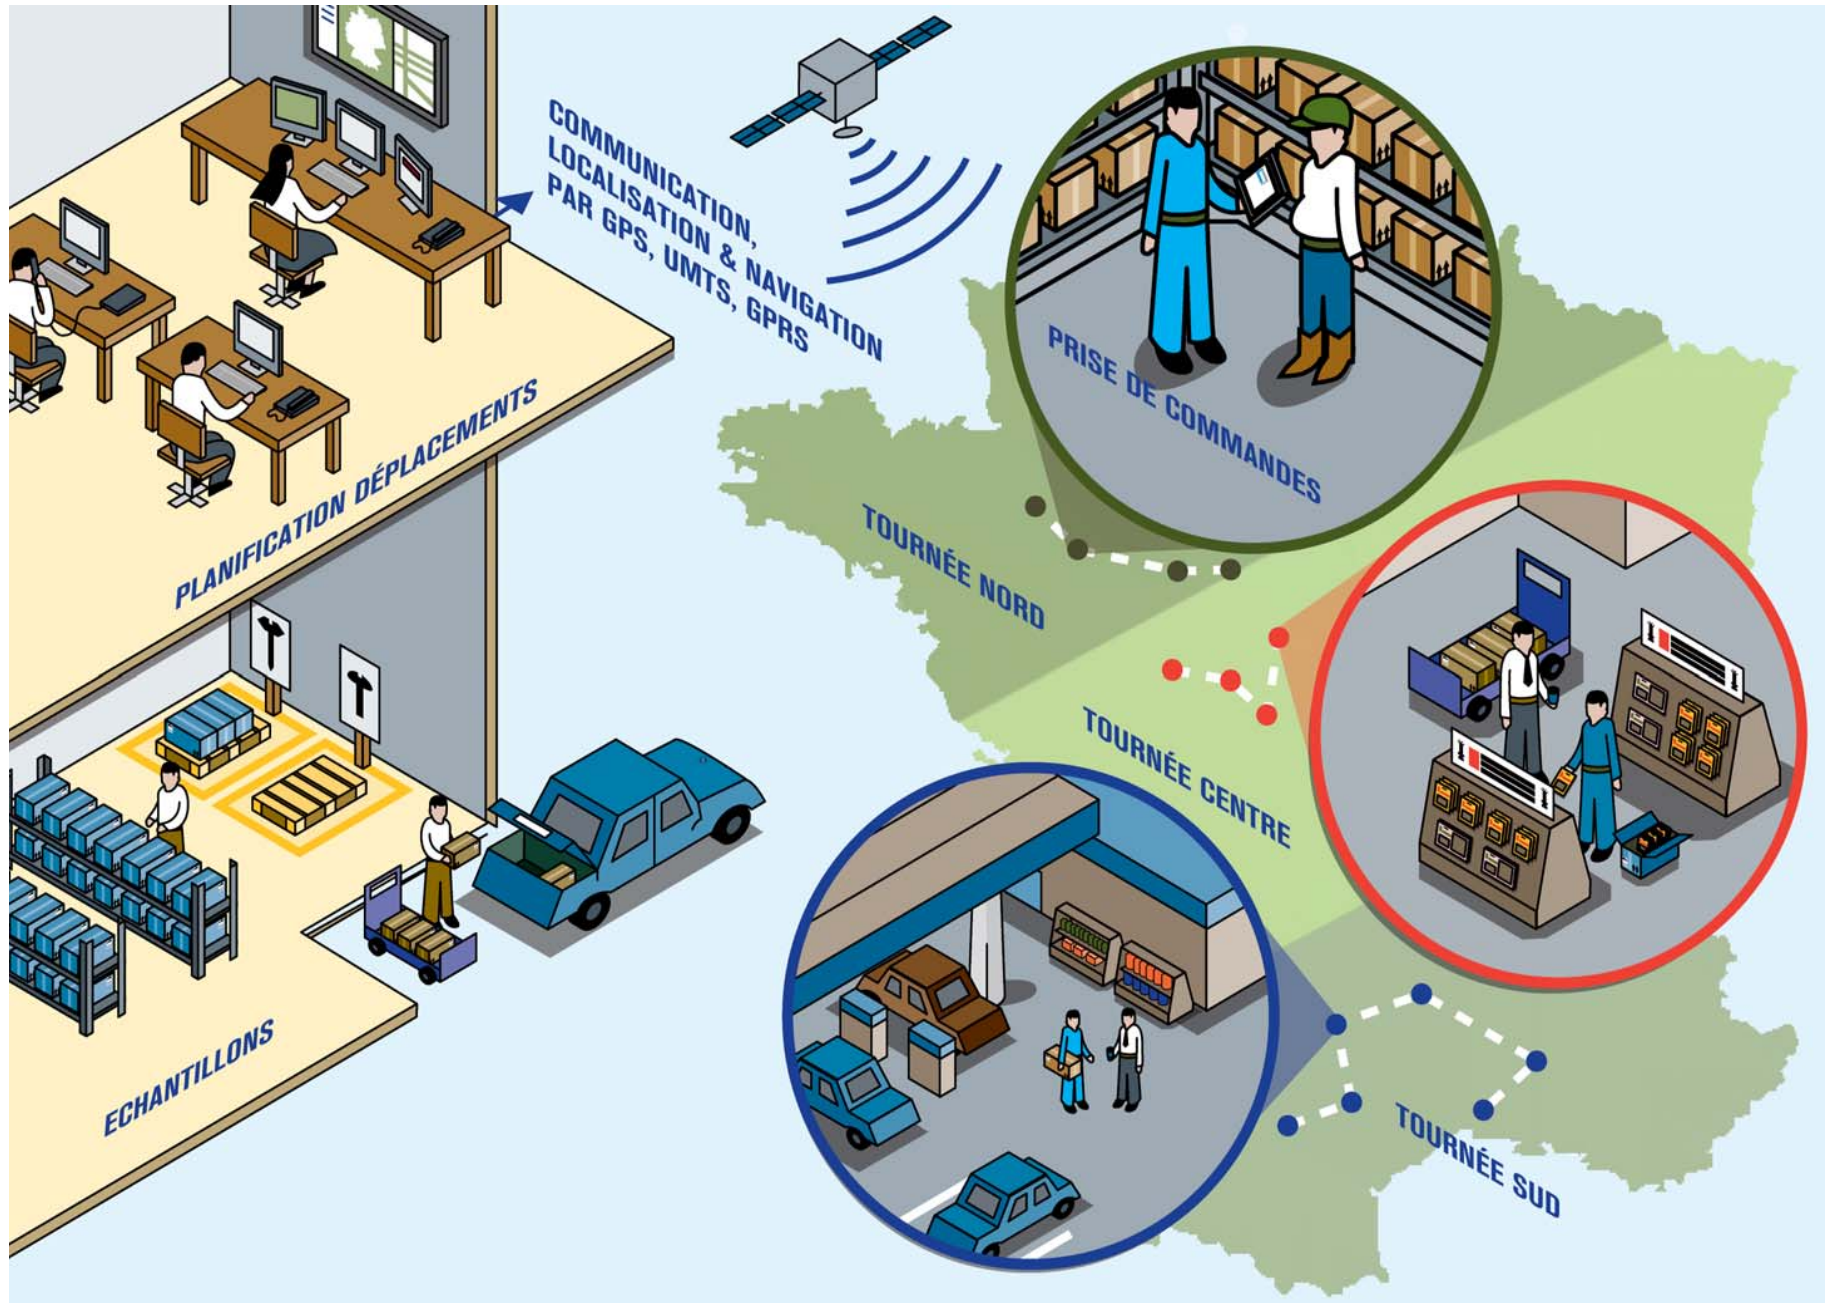 COMMUNICATION,
LOCALISATION & NAVIGATION
PAR GPS, UMTS, GPRS
PLANIFICATION DÉPLACEMENTS
PRISE DE COMMANDES
TOURNÉE NORD
TOURNÉE CENTRE
ECHANTILLONS
TOURNÉE SUD